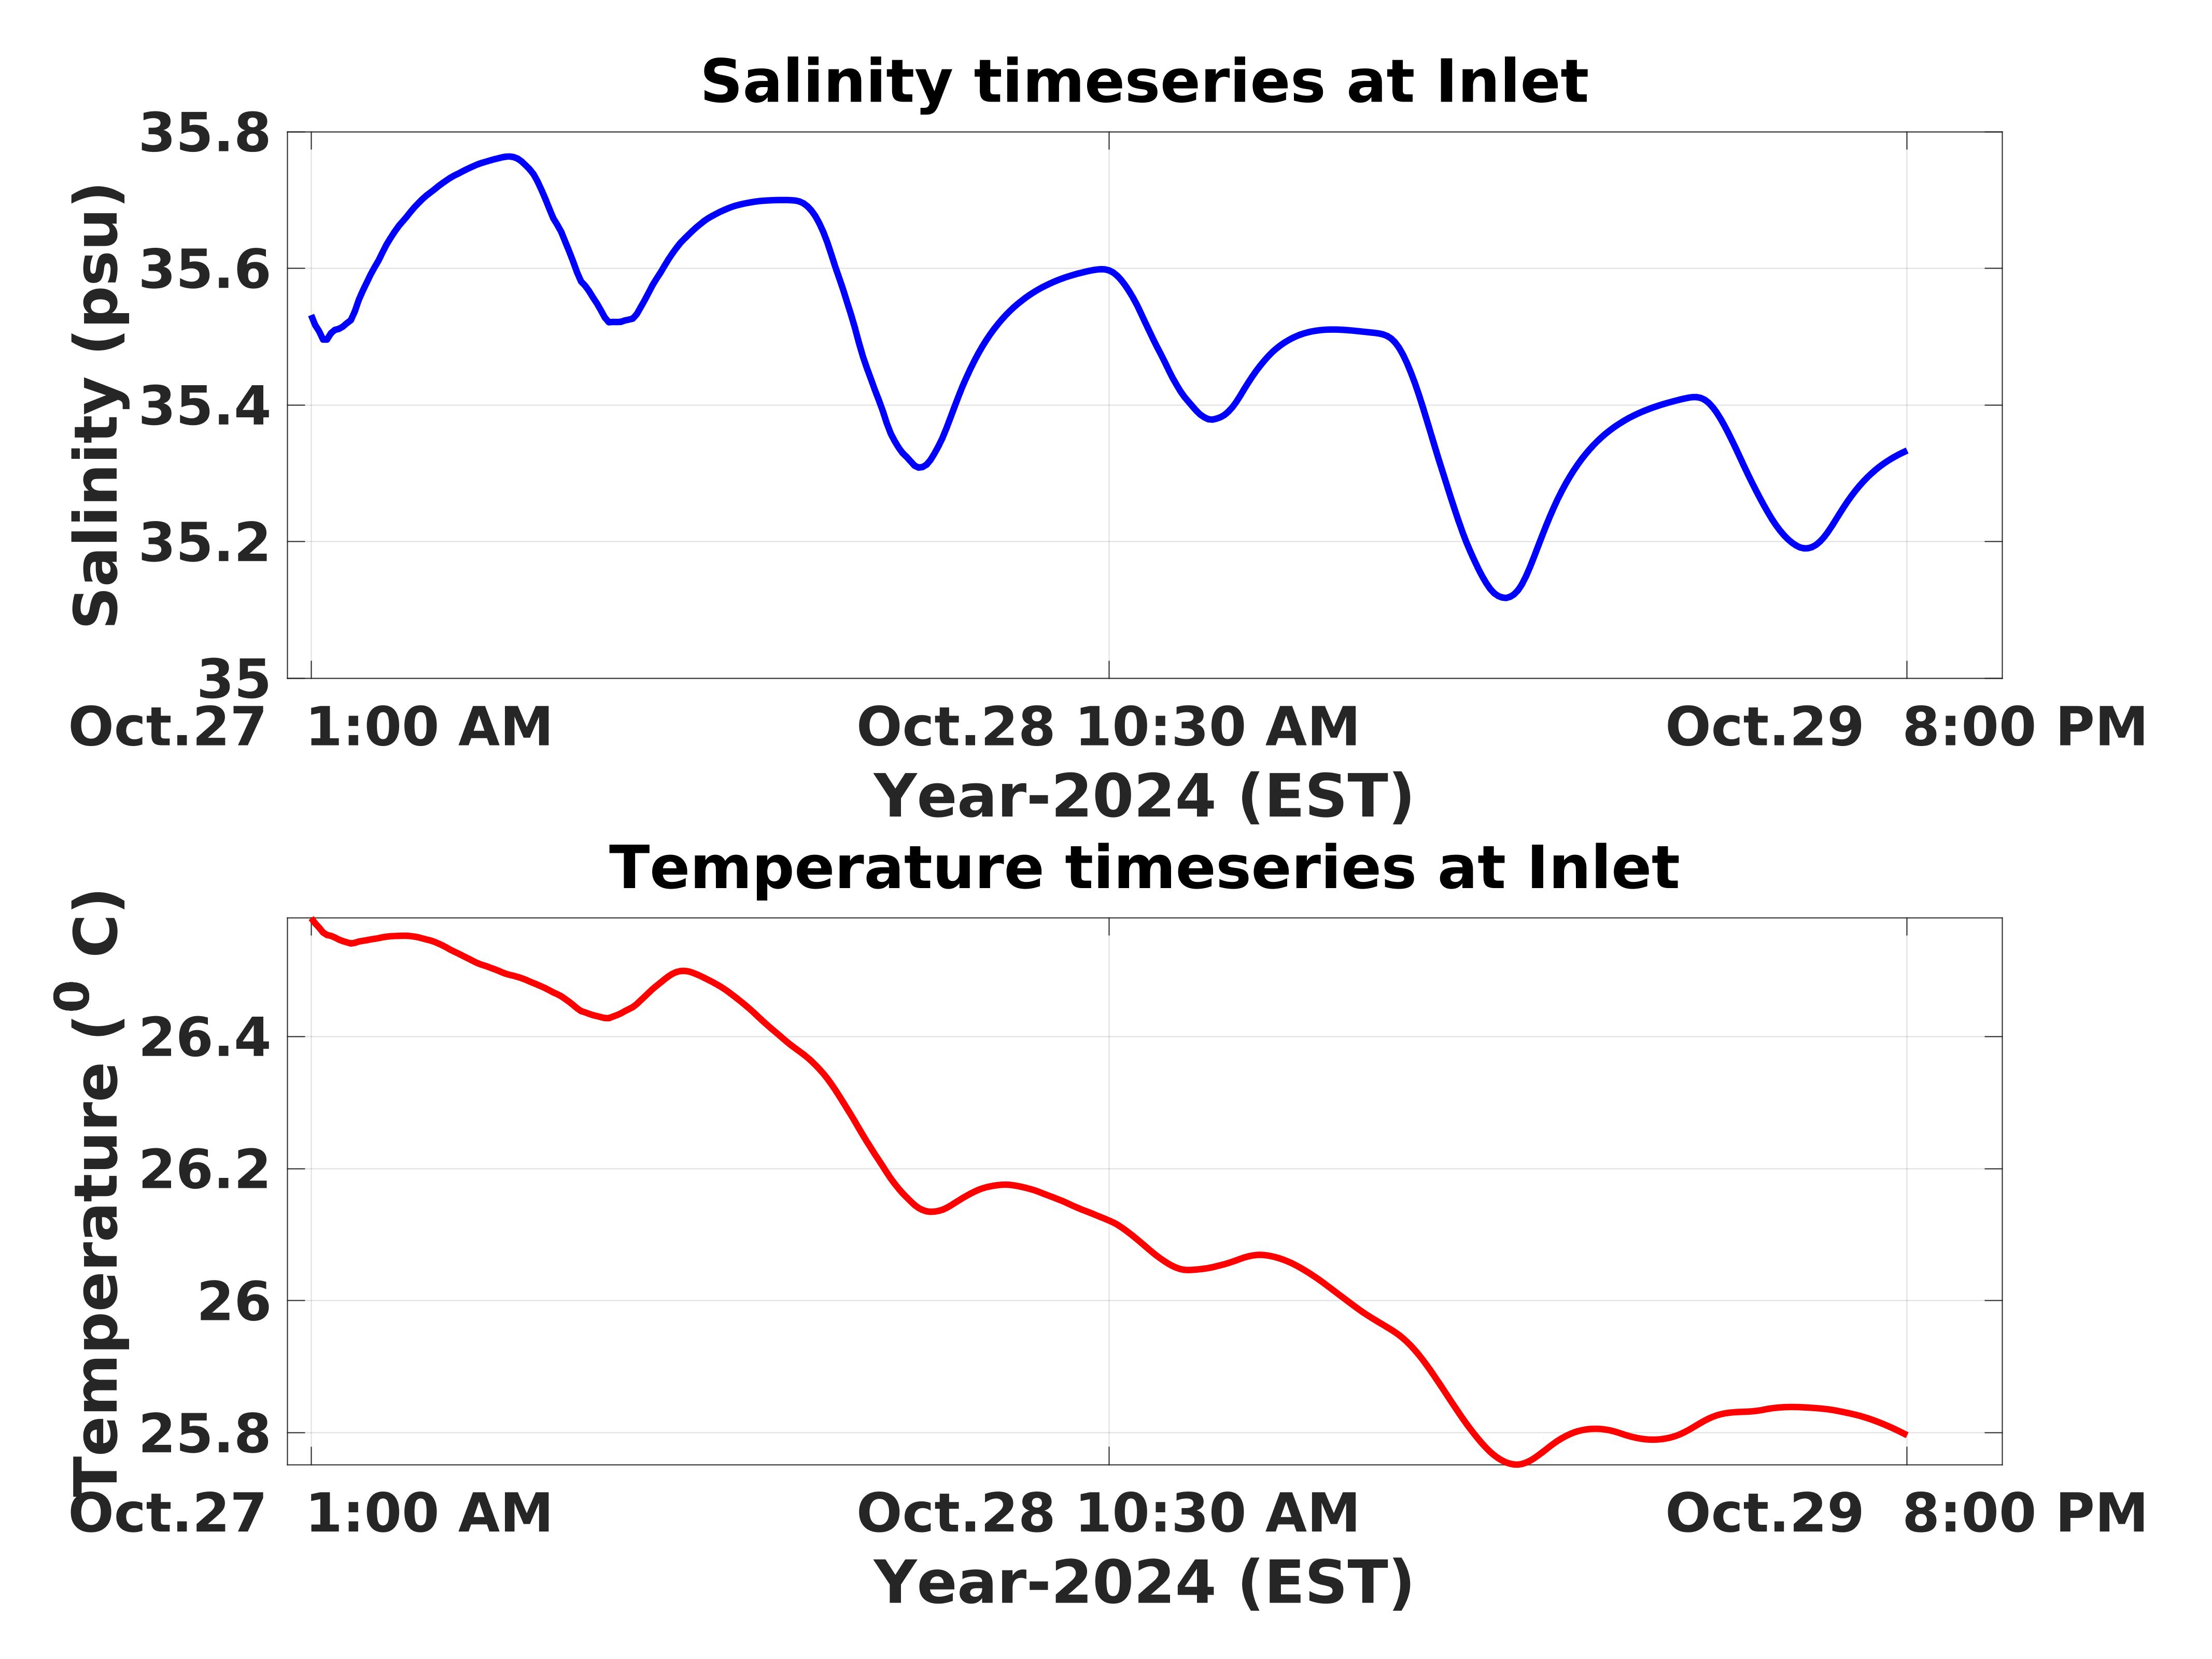 Salinity timeseries at Inlet
Salinity (psu)
35.8
35.6
35.4
35.2
35
Oct.27 1:00 AM Oct.28 10:30 AM Oct.29 8:00 PM
Year-2024 (EST)
Temperature timeseries at Inlet
Temperature (⁰ C)
26.4
26.2
26
25.8
Oct.27 1:00 AM Oct.28 10:30 AM Oct.29 8:00 PM
Year-2024 (EST)